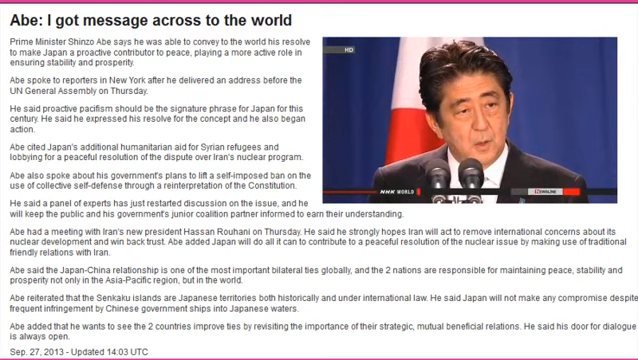 Abe: I got message across to the world
Prime Minister Shinzo Abe says he was able to convey to the world his resolve
to make Japan a proactive contributor to peace, playing a more active role in
ensuring stability and prosperity.
Abe spoke to reporters in New York after he delivered an address before the
UN General Assembly on Thursday.
He said proactive pacifism should be the signature phrase for Japan for this
century. He said he expressed his resolve for the concept and he also began
action.
Abe cited Japan's additional humanitarian aid for Syrian refugees and
lobbying for a peaceful resolution of the dispute over Iran's nuclear program.
Abe also spoke about his government's plans to lift a self-imposed ban on the
use of collective self-defense through a reinterpretation of the Constitution.
He said a panel of experts has just restarted discussion on the issue, and he
will keep the public and his government's junior coalition partner informed to earn their understanding.
Abe had a meeting with Iran's new president Hassan Rouhani on Thursday. He said he strongly hopes Iran will act to remove international concerns about its
nuclear development and win back trust. Abe added Japan will do all it can to contribute to a peaceful resolution of the nuclear issue by making use of traditional
friendly relations with Iran.
Abe said the Japan-China relationship is one of the most important bilateral ties globally, and the 2 nations are responsible for maintaining peace, stability and
prosperity not only in the Asia-Pacific region, but in the world.
Abe reiterated that the Senkaku islands are Japanese territories both historically and under international law. He said Japan will not make any compromise despite
frequent infringement by Chinese government ships into Japanese waters.
Abe added that he wants to see the 2 countries improve ties by revisiting the importance of their strategic, mutual beneficial relations. He said his door for dialogue
is always open.
Sep. 27, 2013 - Updated 14:03 UTC
HD
NHK WORLD
NEWSLINE